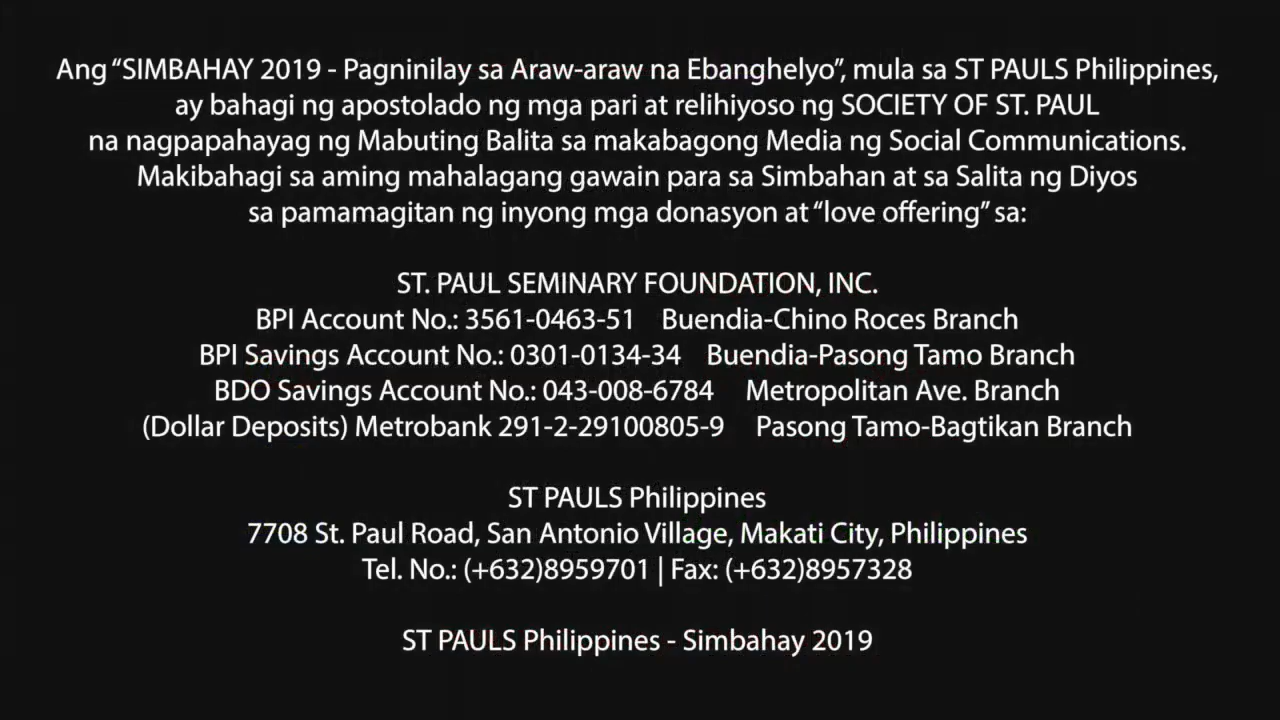 Ang “SIMBAHAY 2019 - Pagninilay sa Araw-araw na Ebanghelyo”, mula sa ST PAULS Philippines,
ay bahagi ng apostolado ng mga pari at relihiyoso ng SOCIETY OF ST. PAUL
na nagpapahayag ng Mabuting Balita sa makabagong Media ng Social Communications.
Makibahagi sa aming mahalagang gawain para sa Simbahan at sa Salita ng Diyos
sa pamamagitan ng inyong mga donasyon at “love offering” sa:
ST. PAUL SEMINARY FOUNDATION, INC.
BPI Account No.: 3561-0463-51 Buendia-Chino Roces Branch
BPI Savings Account No.: 0301-0134-34 Buendia-Pasong Tamo Branch
BDO Savings Account No.: 043-008-6784 Metropolitan Ave. Branch
(Dollar Deposits) Metrobank 291-2-29100805-9 Pasong Tamo-Bagtikan Branch
ST PAULS Philippines
7708 St. Paul Road, San Antonio Village, Makati City, Philippines
Tel. No.: (+632)8959701 | Fax: (+632)8957328
ST PAULS Philippines - Simbahay 2019